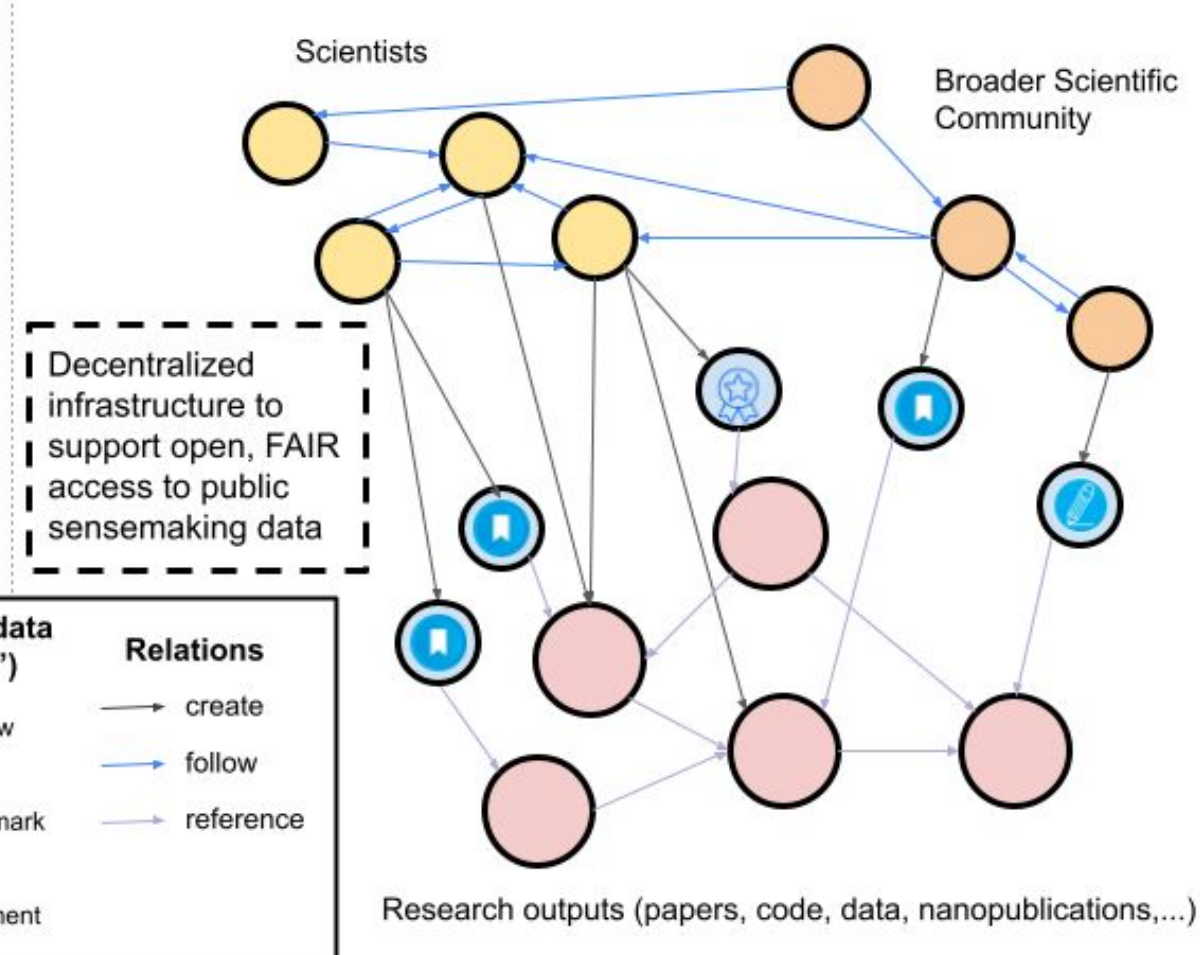 Scientists
Broader Scientific
Community
Decentralized
infrastructure to
support open, FAIR
access to public
sensemaking data
data
Relations
’)
create
w
follow
mark
reference
ment
Research outputs (papers, code, data, nanopublications,...)